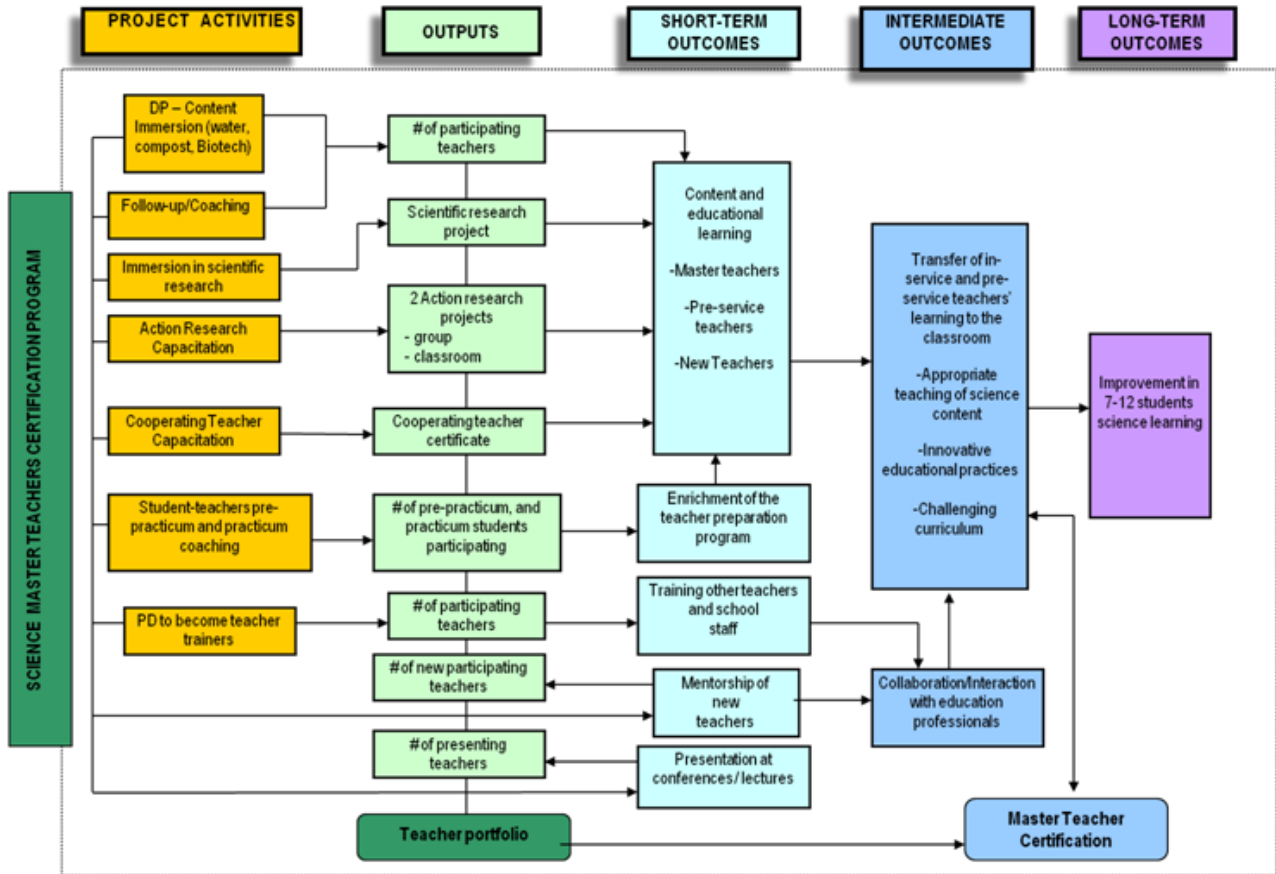 PROJECT ACTIVITIES
OUTPUTS
SHORT-TERM
OUTCOMES
INTERMEDIATE
OUTCOMES
LONG-TERM
OUTCOMES
SCIENCE MASTER TEACHERS CERTIFICATION PROGRAM
DP – Content
Immersion (water,
compost, Biotech)
Follow-up/Coaching
Immersion in scientific
research
Action Research
Capacitation
Cooperating Teacher
Capacitation
Student-teachers pre-
practicum and practicum
coaching
PD to become teacher
trainers
# of participating
teachers
Scientific research
project
2 Action research
projects
- group
- classroom
Cooperating teacher
certificate
# of pre-practicum, and
practicum students
participating
# of participating
teachers
# of new participating
teachers
# of presenting
teachers
Teacher portfolio
Content and
educational
learning
-Master teachers
-Pre-service
teachers
-New Teachers
Enrichment of the
teacher preparation
program
Training other teachers
and school
staff
Mentorship of
new
teachers
Presentation at
conferences / lectures
Transfer of in-
service and pre-
service teachers'
learning to the
classroom
-Appropriate
teaching of science
content
-Innovative
educational practices
-Challenging
curriculum
Collaboration/Interaction
with education
professionals
Master Teacher
Certification
Improvement in
7-12 students
science learning